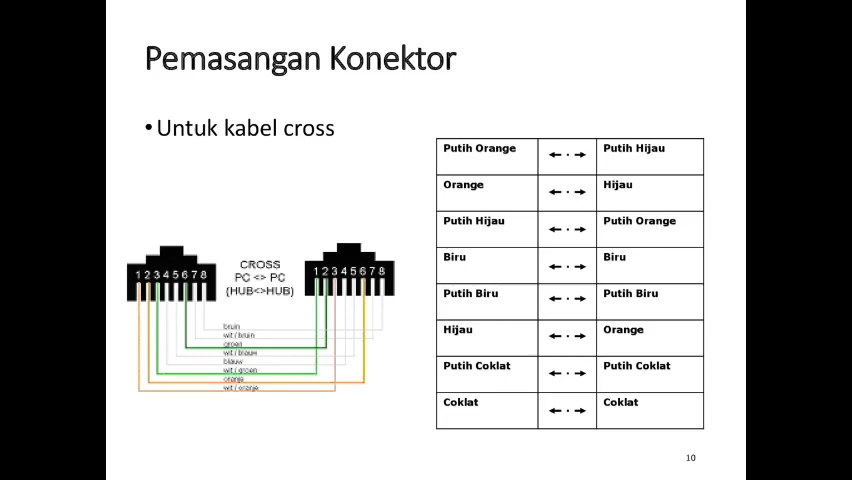 Pemasangan Konektor
•Untuk kabel cross
Putih Orange Putih Hijau
Orange Hijau
Putih Hijau Putih Orange
Biru Biru
Putih Biru Putih Biru
Hijau Orange
Putih Coklat Putih Coklat
Coklat Coklat
1 2 3 4 5 6 7 8
CROSS
PC <> PC
(HUB<>HUB)
1 2 3 4 5 6 7 8
bruin
wit / bruin
groen
wit / blauw
blauw
wit / groen
oranje
wit / oranje
10